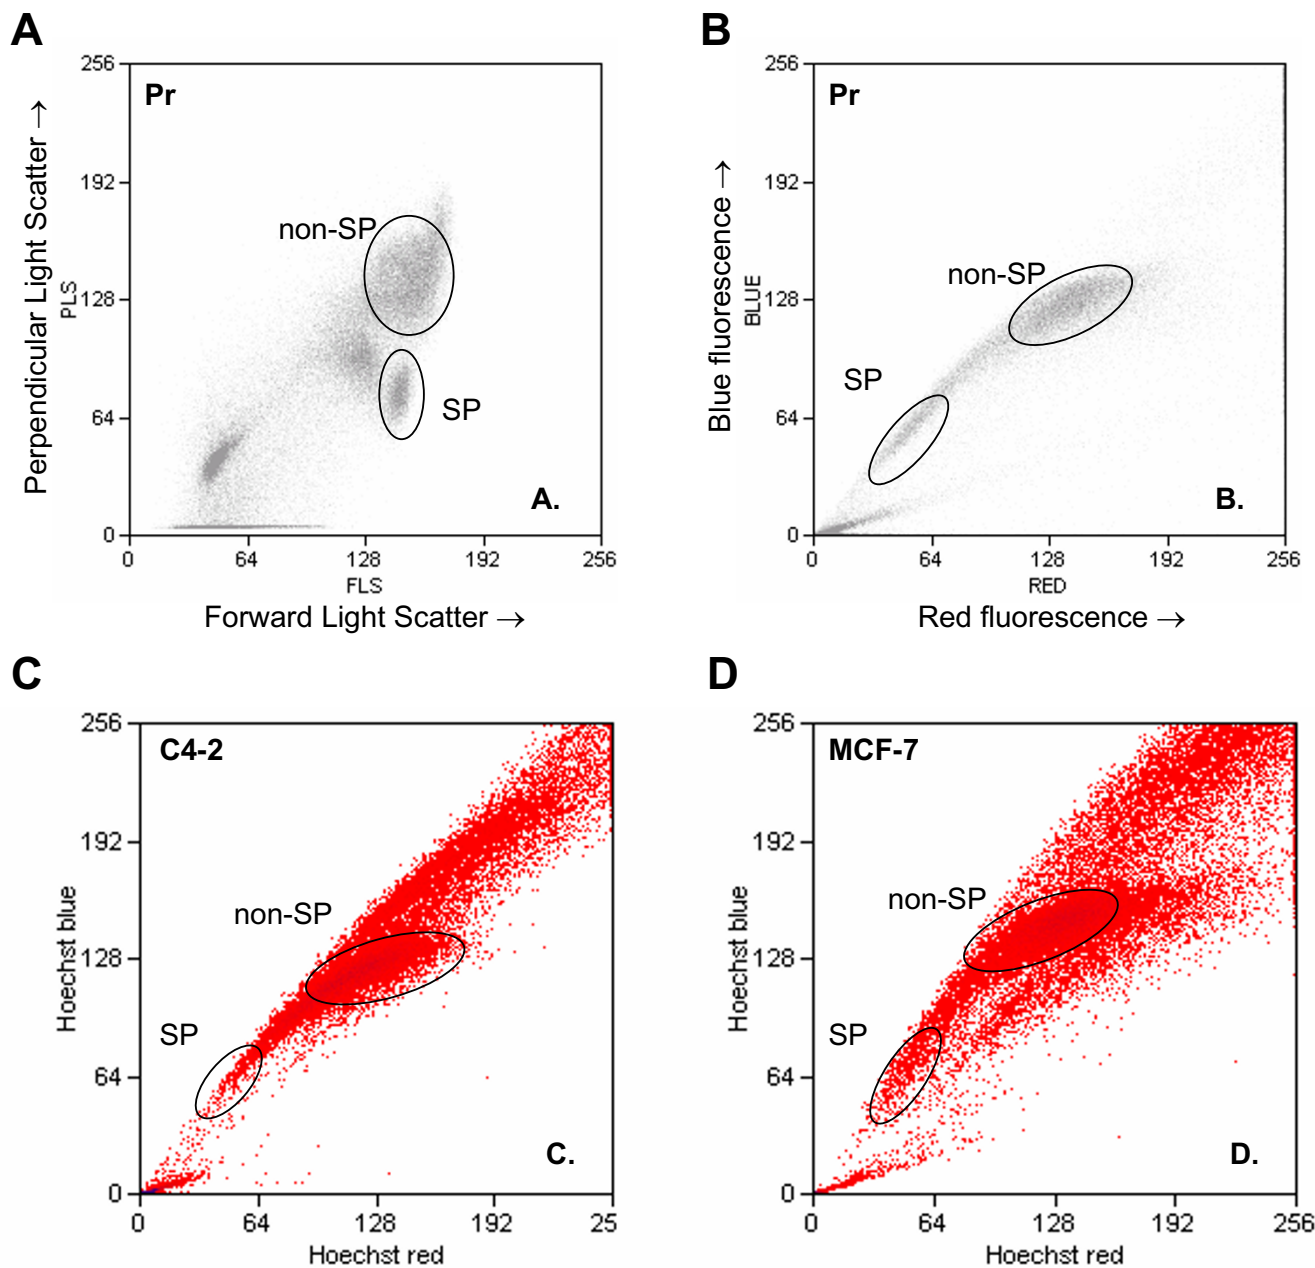 A
256
192
128
64
0
Pr
non-SP
SP
A.
0 64 128 192 256
FLS
PLS
Perpendicular Light Scatter →
Forward Light Scatter →
B
256
192
128
64
0
Pr
non-SP
SP
B.
0 64 128 192 256
RED
BLUE
Blue fluorescence →
Red fluorescence →
C
256
192
128
64
0
C4-2
non-SP
SP
C.
0 64 128 192 25
Hoechst red
Hoechst blue
D
256
192
128
64
0
MCF-7
non-SP
SP
D.
0 64 128 192 256
Hoechst red
Hoechst blue